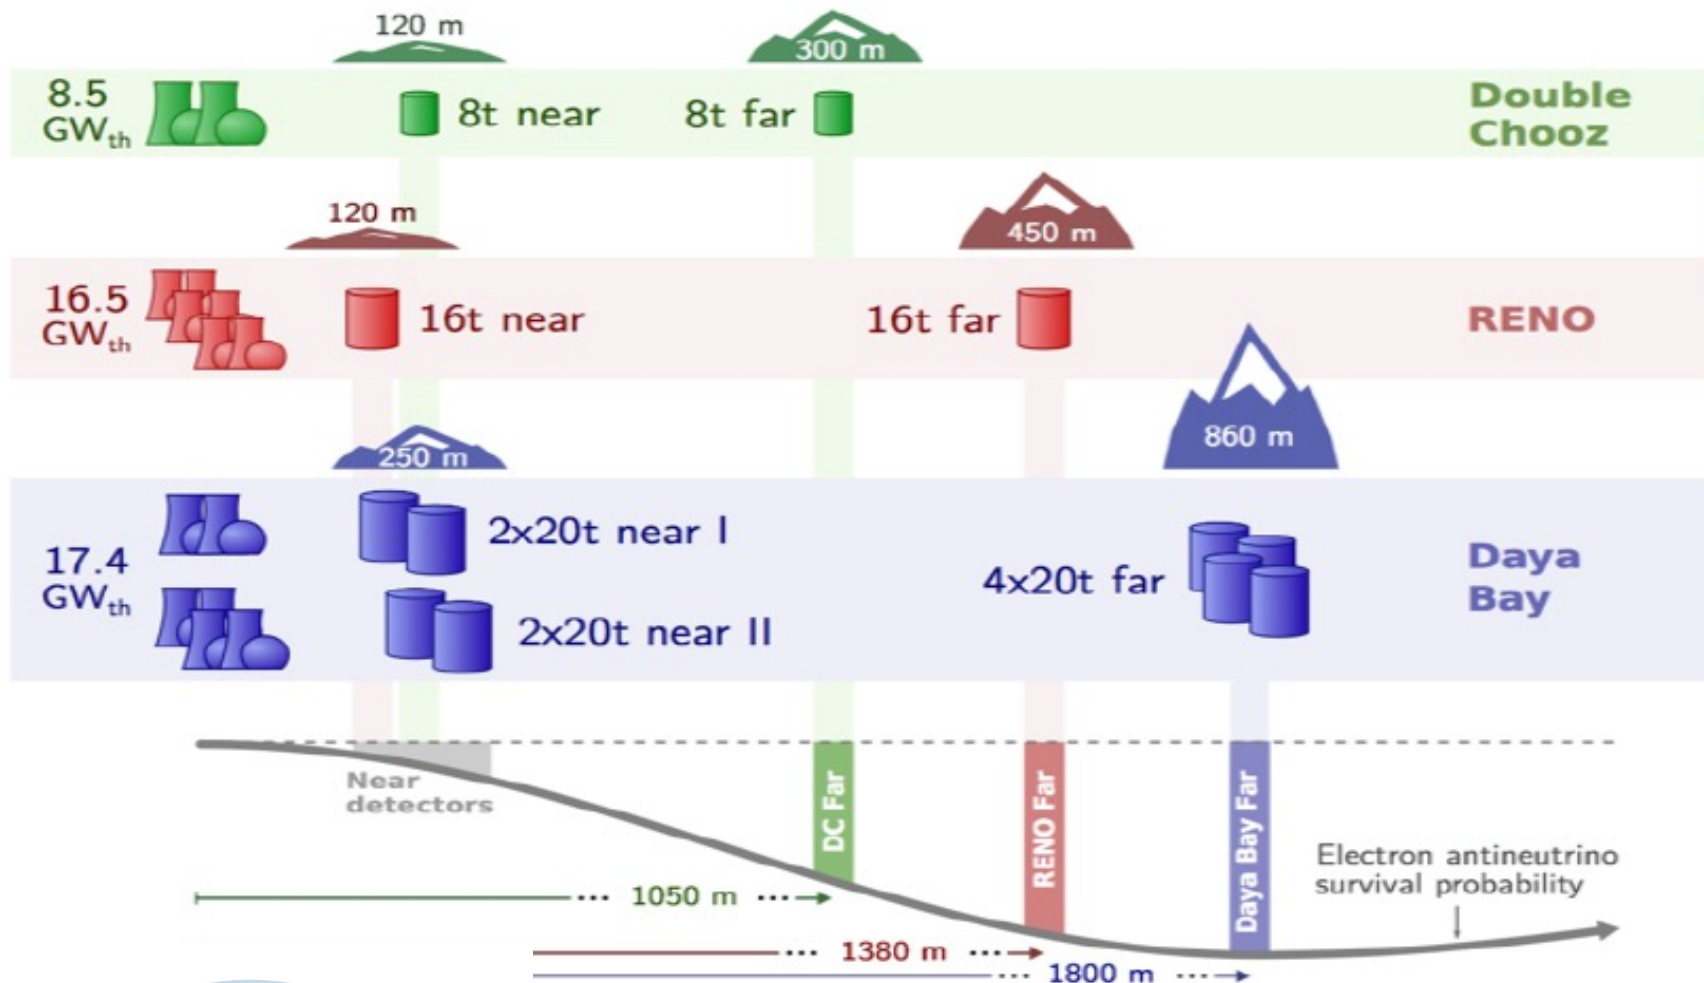 120 m
300 m
8.5
GWth
8t near
8t far
Double
Chooz
120 m
450 m
16.5
GWth
16t near
16t far
RENO
250 m
860 m
17.4
GWth
2x20t near I
2x20t near II
4x20t far
Daya
Bay
Near
detectors
DC Far
RENO Far
Daya Bay Far
Electron antineutrino
survival probability
··· 1050 m ···
··· 1380 m ···
··· 1800 m ···